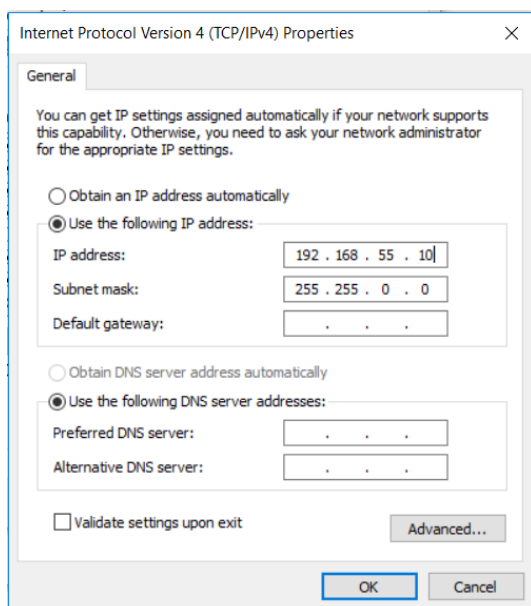 Internet Protocol Version 4 (TCP/IPv4) Properties
General
You can get IP settings assigned automatically if your network supports
this capability. Otherwise, you need to ask your network administrator
for the appropriate IP settings.
Obtain an IP address automatically
Use the following IP address:
IP address: 192 . 168 . 55 . 10
Subnet mask: 255 . 255 . 0 . 0
Default gateway: . . .
Obtain DNS server address automatically
Use the following DNS server addresses:
Preferred DNS server: . . .
Alternative DNS server: . . .
Validate settings upon exit
Advanced...
OK Cancel